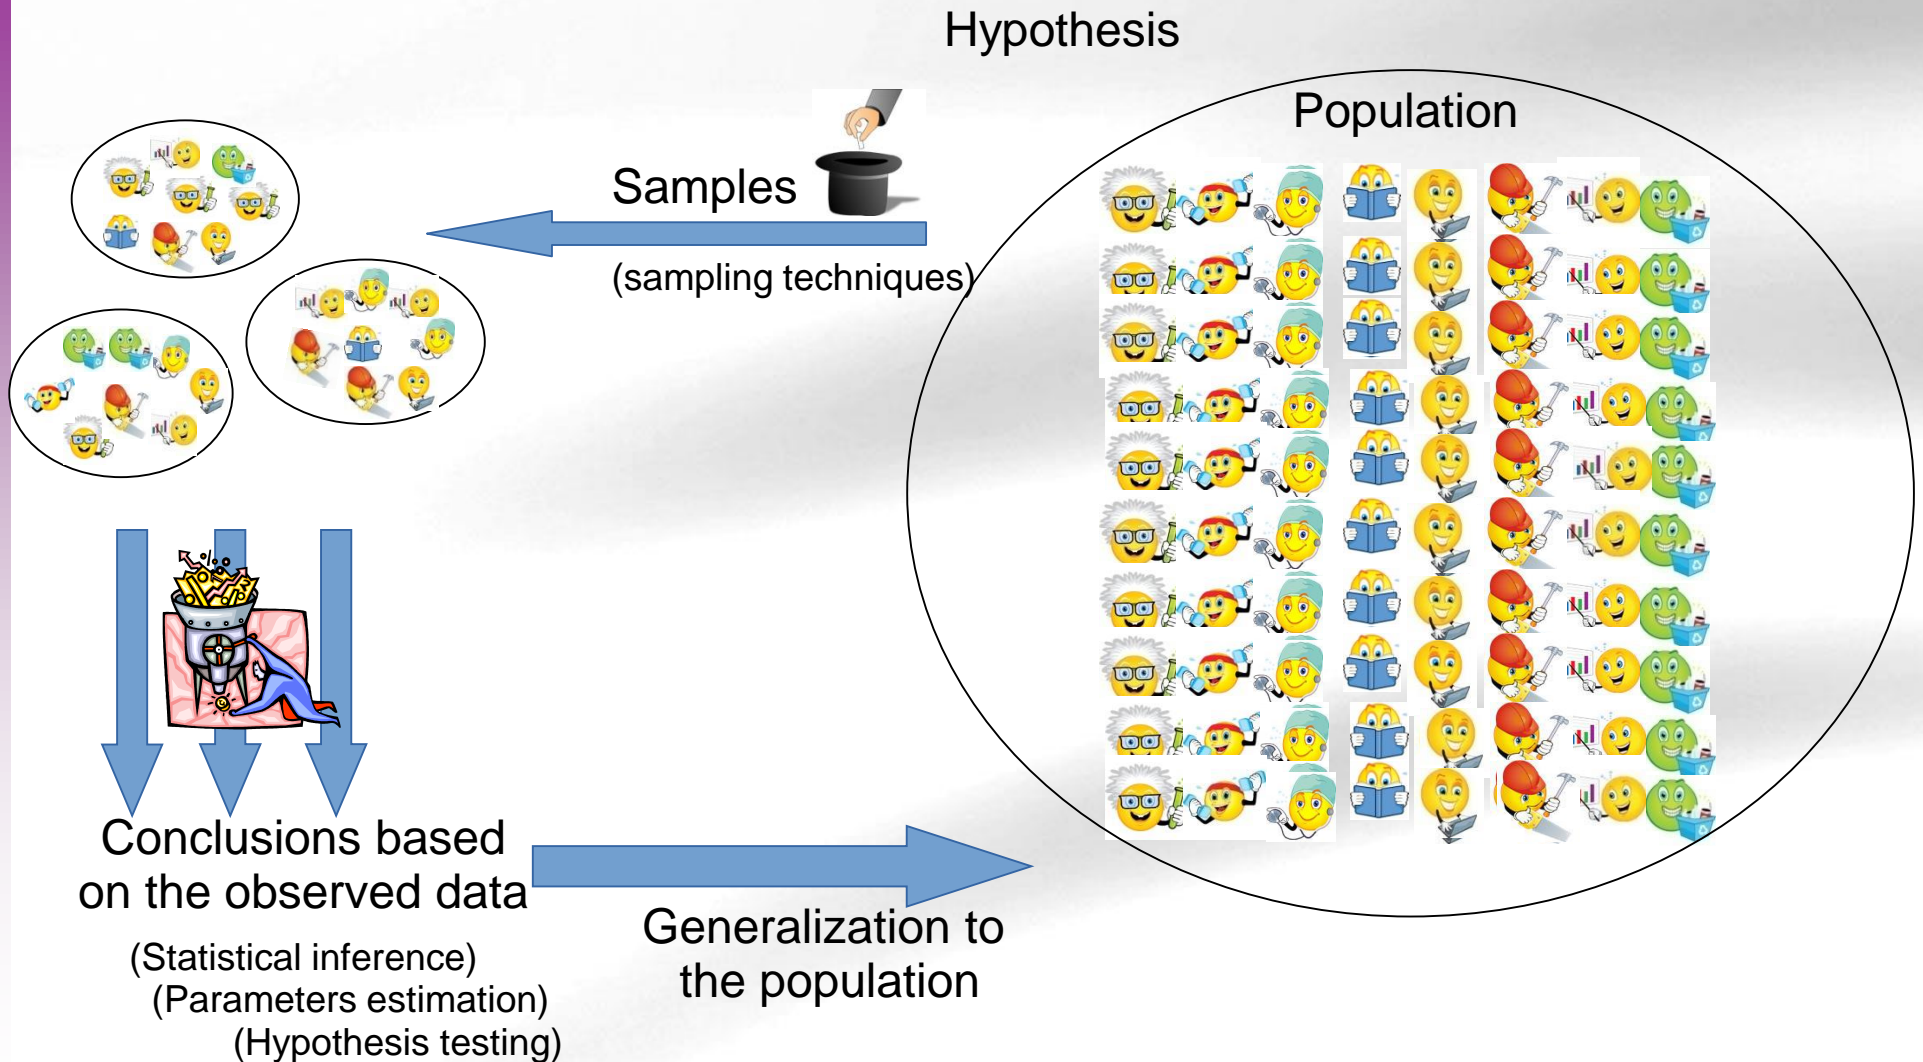 Hypothesis
Population
Samples
(sampling techniques)
Conclusions based
on the observed data
(Statistical inference)
(Parameters estimation)
(Hypothesis testing)
Generalization to
the population